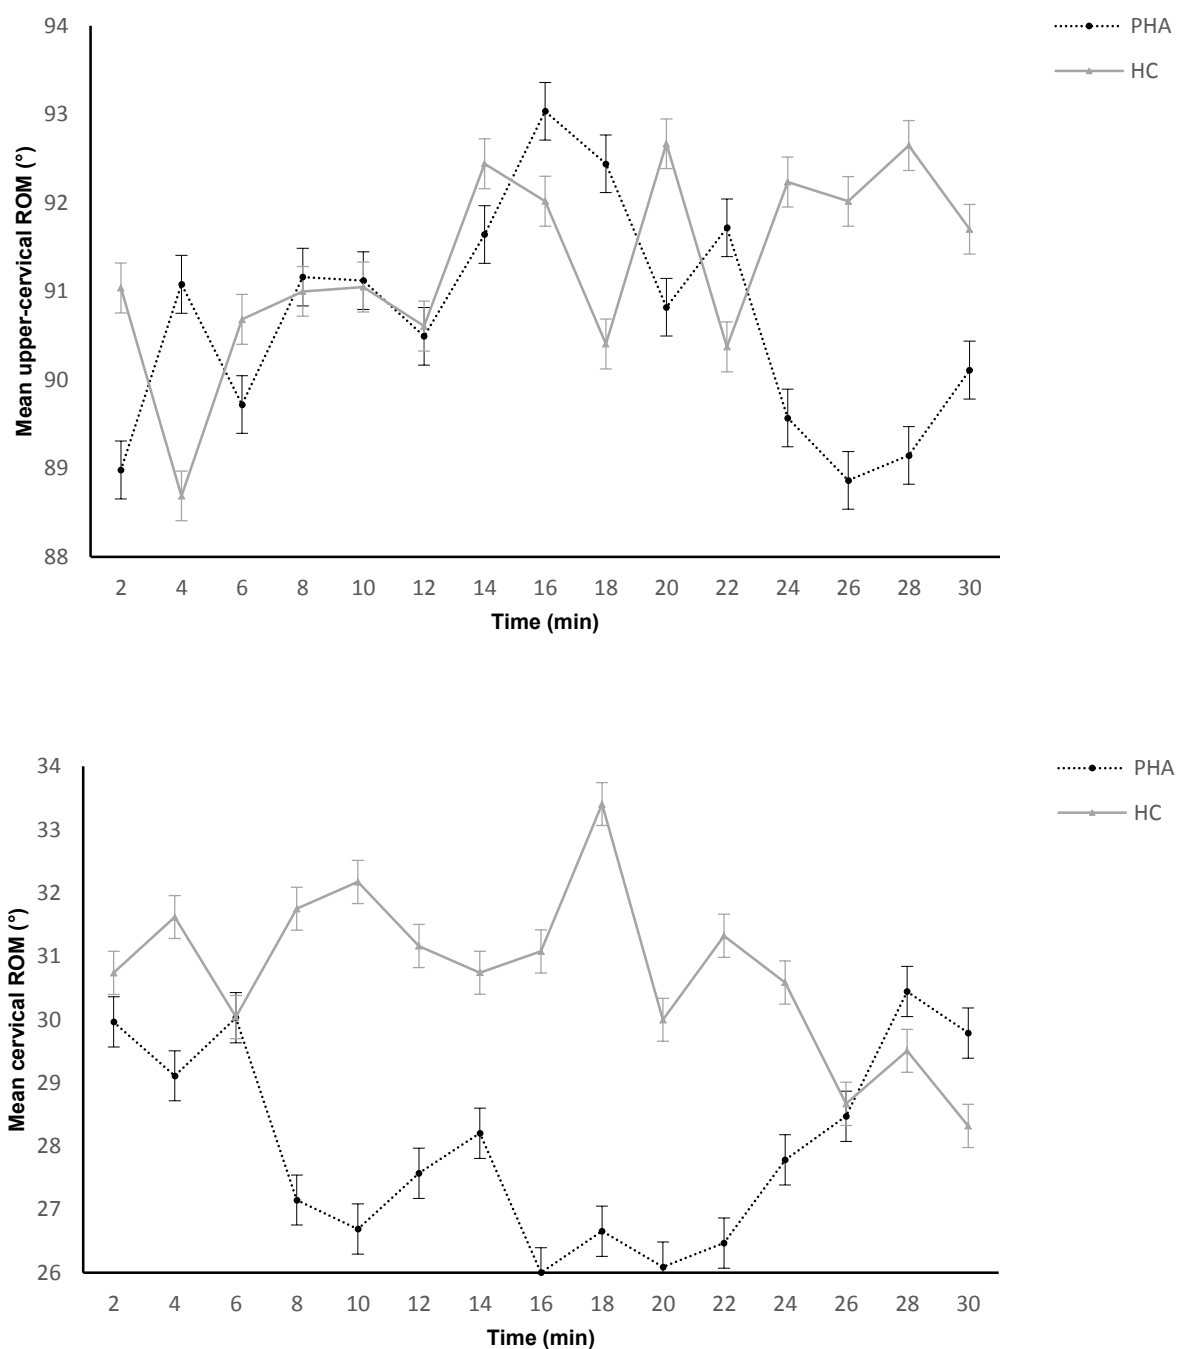 94
93
92
91
90
89
88
Mean upper-cervical ROM (°)
2 4 6 8 10 12 14 16 18 20 22 24 26 28 30
Time (min)
PHA
HC
34
33
32
31
30
29
28
27
26
Mean cervical ROM (°)
2 4 6 8 10 12 14 16 18 20 22 24 26 28 30
Time (min)
PHA
HC